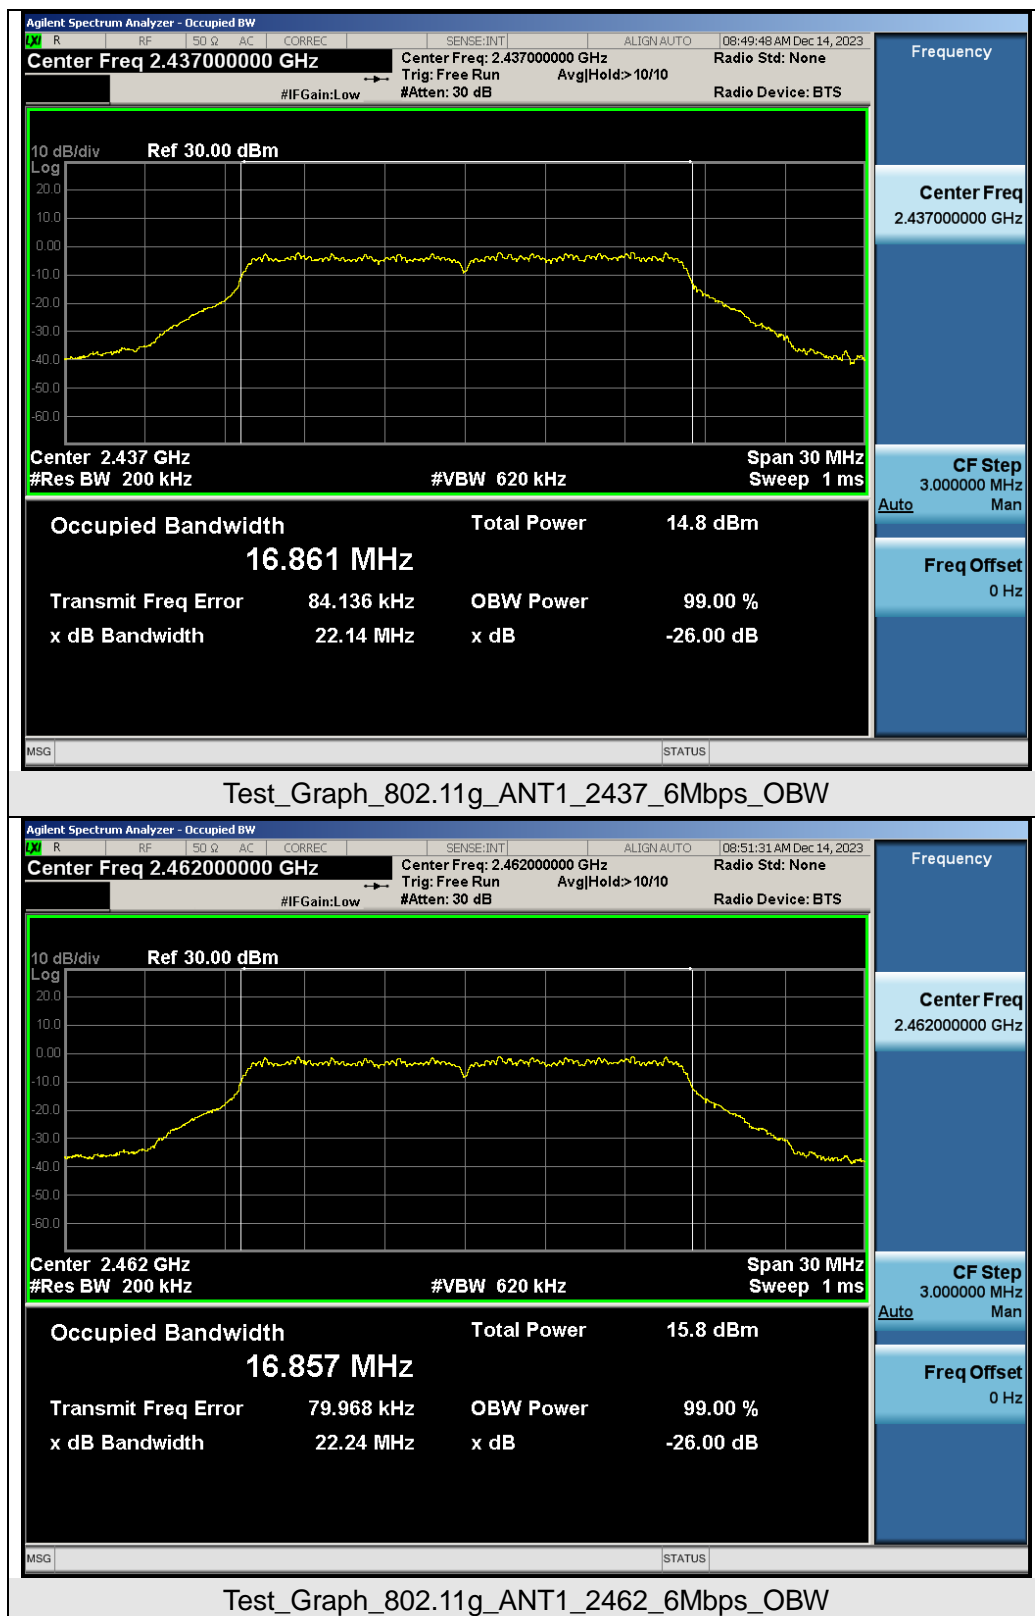 Agilent Spectrum Analyzer - Occupied BW
LXI R RF 50 Ω AC CORREC SENSE:INT ALIGN AUTO 08:49:48 AM Dec 14, 2023
Center Freq 2.437000000 GHz Center Freq: 2.437000000 GHz Radio Std: None
Trig: Free Run Avg|Hold:>10/10
#IFGain:Low #Atten: 30 dB Radio Device: BTS
Frequency
10 dB/div Ref 30.00 dBm
Log
20.0
10.0
0.00
-10.0
-20.0
-30.0
-40.0
-50.0
-60.0
Center 2.437 GHz Span 30 MHz
#Res BW 200 kHz #VBW 620 kHz Sweep 1 ms
Occupied Bandwidth Total Power 14.8 dBm
16.861 MHz
Transmit Freq Error 84.136 kHz OBW Power 99.00 %
x dB Bandwidth 22.14 MHz x dB -26.00 dB
Center Freq
2.437000000 GHz
CF Step
3.000000 MHz
Auto Man
Freq Offset
0 Hz
MSG STATUS
Test_Graph_802.11g_ANT1_2437_6Mbps_OBW
Agilent Spectrum Analyzer - Occupied BW
LXI R RF 50 Ω AC CORREC SENSE:INT ALIGN AUTO 08:51:31 AM Dec 14, 2023
Center Freq 2.462000000 GHz Center Freq: 2.462000000 GHz Radio Std: None
Trig: Free Run Avg|Hold:>10/10
#IFGain:Low #Atten: 30 dB Radio Device: BTS
Frequency
10 dB/div Ref 30.00 dBm
Log
20.0
10.0
0.00
-10.0
-20.0
-30.0
-40.0
-50.0
-60.0
Center 2.462 GHz Span 30 MHz
#Res BW 200 kHz #VBW 620 kHz Sweep 1 ms
Occupied Bandwidth Total Power 15.8 dBm
16.857 MHz
Transmit Freq Error 79.968 kHz OBW Power 99.00 %
x dB Bandwidth 22.24 MHz x dB -26.00 dB
Center Freq
2.462000000 GHz
CF Step
3.000000 MHz
Auto Man
Freq Offset
0 Hz
MSG STATUS
Test_Graph_802.11g_ANT1_2462_6Mbps_OBW